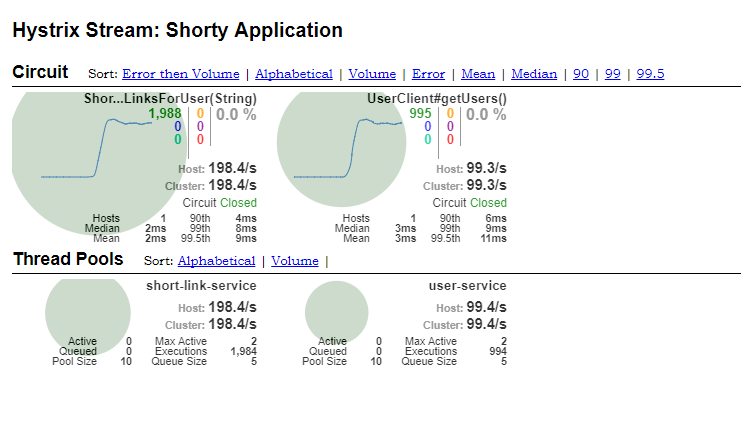 Hystrix Stream: Shorty Application
Circuit Sort: Error then Volume | Alphabetical | Volume | Error | Mean | Median | 90 | 99 | 99.5
Shor...LinksForUser(String)
1,988 0 0.0 %
0 0
0 0
Host: 198.4/s
Cluster: 198.4/s
Circuit Closed
Hosts 1 90th 4ms
Median 2ms 99th 8ms
Mean 2ms 99.5th 9ms
UserClient#getUsers()
995 0 0.0 %
0 0
0 0
Host: 99.3/s
Cluster: 99.3/s
Circuit Closed
Hosts 1 90th 6ms
Median 3ms 99th 9ms
Mean 3ms 99.5th 11ms
Thread Pools Sort: Alphabetical | Volume |
short-link-service
Host: 198.4/s
Cluster: 198.4/s
Active 0 Max Active 2
Queued 0 Executions 1,984
Pool Size 10 Queue Size 5
user-service
Host: 99.4/s
Cluster: 99.4/s
Active 0 Max Active 2
Queued 0 Executions 994
Pool Size 10 Queue Size 5